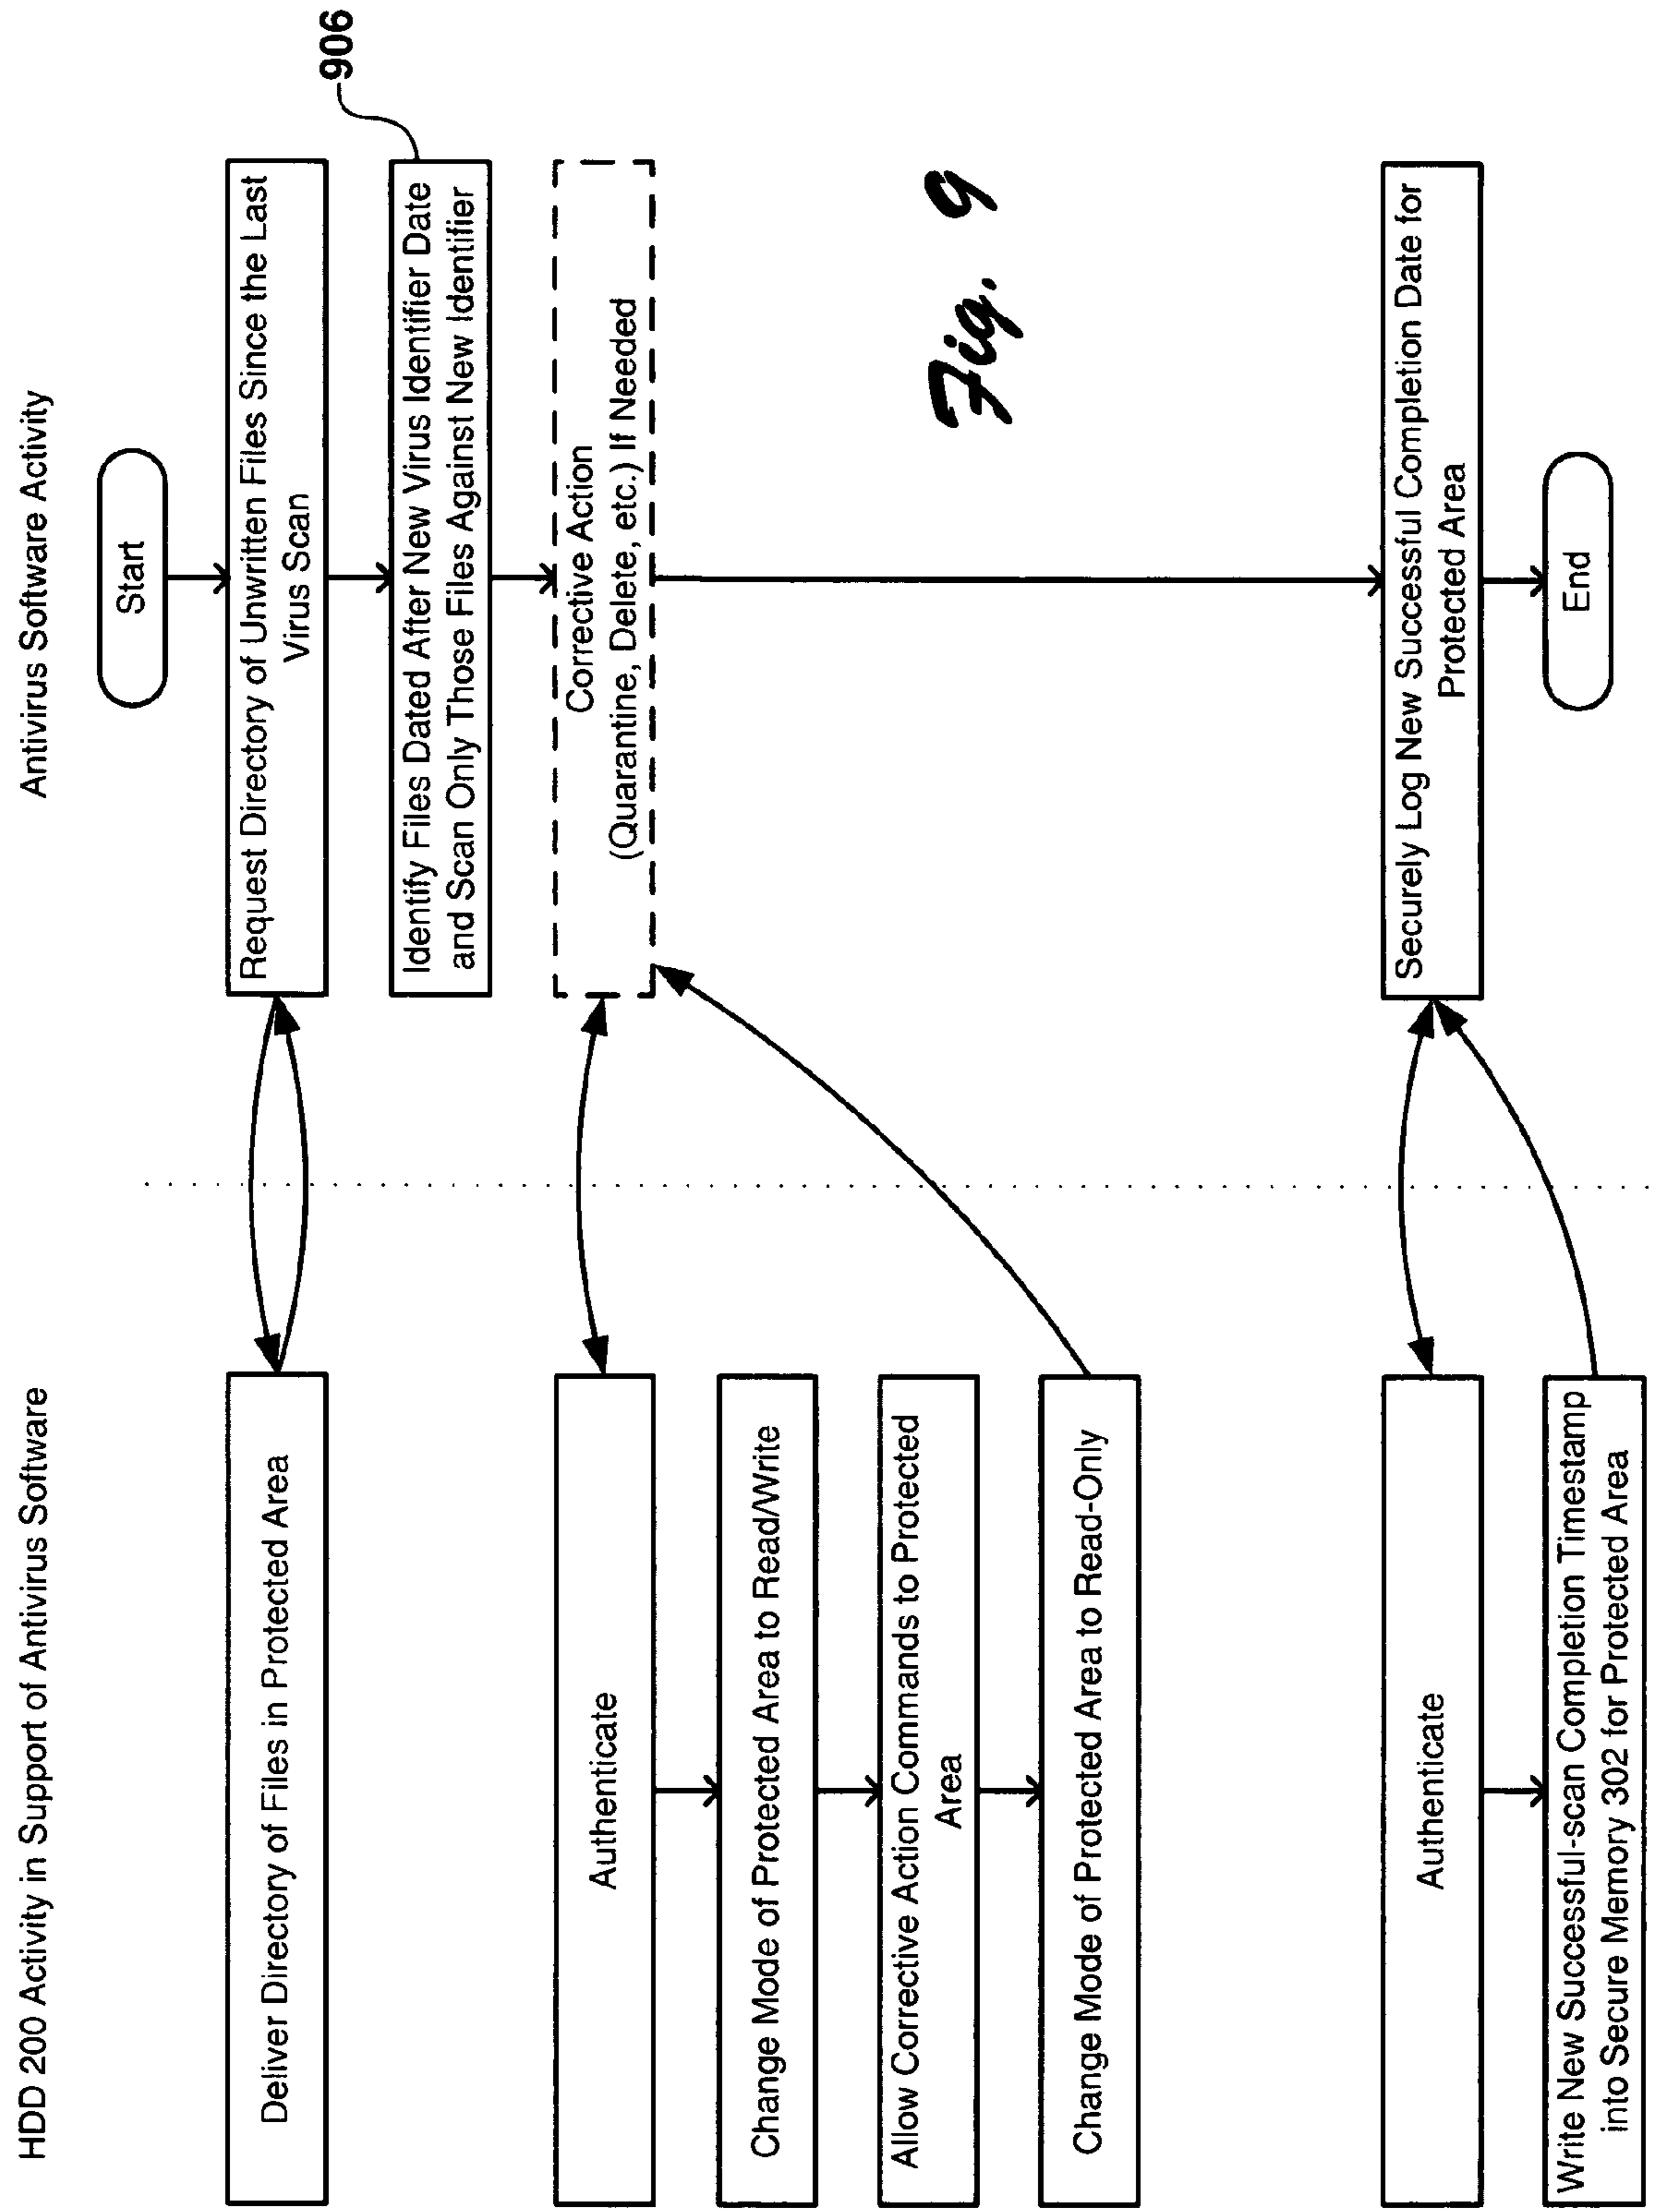 HDD 200 Activity in Support of Antivirus Software
Antivirus Software Activity
Start
Deliver Directory of Files in Protected Area
Request Directory of Unwritten Files Since the Last
Virus Scan
906
Identify Files Dated After New Virus Identifier Date
and Scan Only Those Files Against New Identifier
Authenticate
Corrective Action
(Quarantine, Delete, etc.) If Needed
Change Mode of Protected Area to Read/Write
Allow Corrective Action Commands to Protected
Area
Change Mode of Protected Area to Read-Only
Fig. 9
Authenticate
Securely Log New Successful Completion Date for
Protected Area
Write New Successful-scan Completion Timestamp
into Secure Memory 302 for Protected Area
End